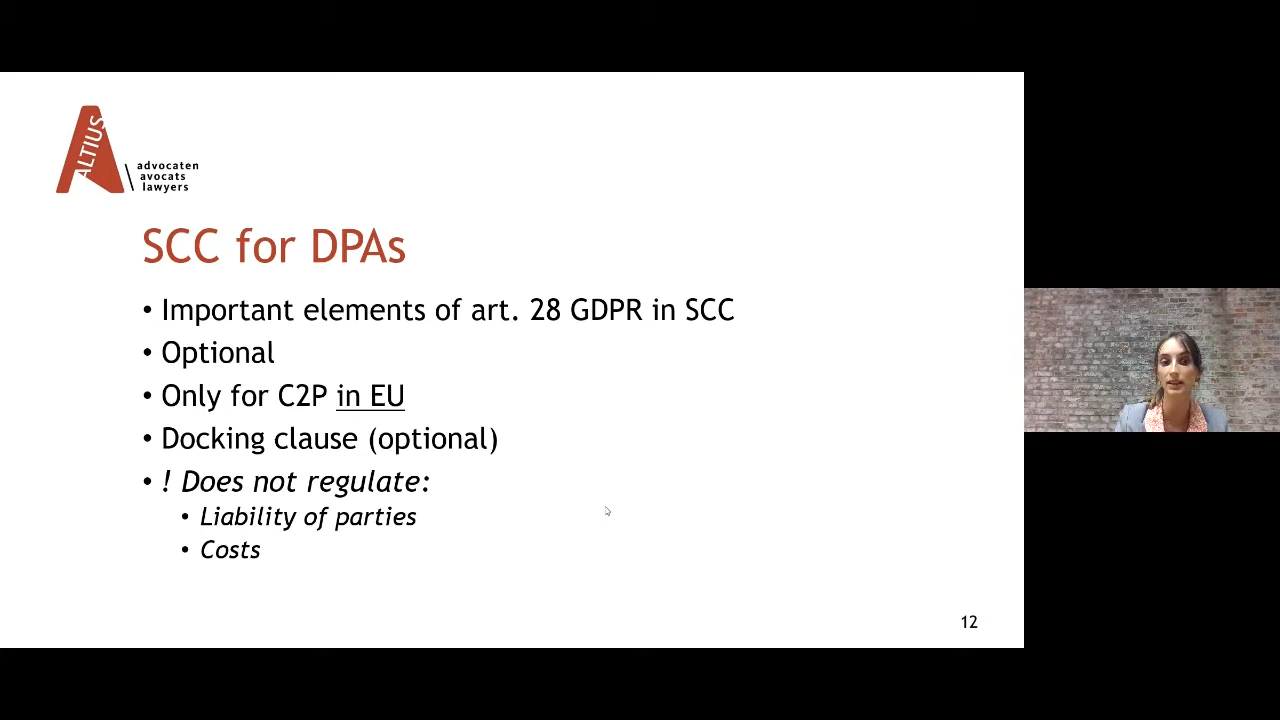 ALTIUS
advocaten
avocats
lawyers
SCC for DPAs
• Important elements of art. 28 GDPR in SCC
• Optional
• Only for C2P in EU
• Docking clause (optional)
• ! Does not regulate:
• Liability of parties
• Costs
12